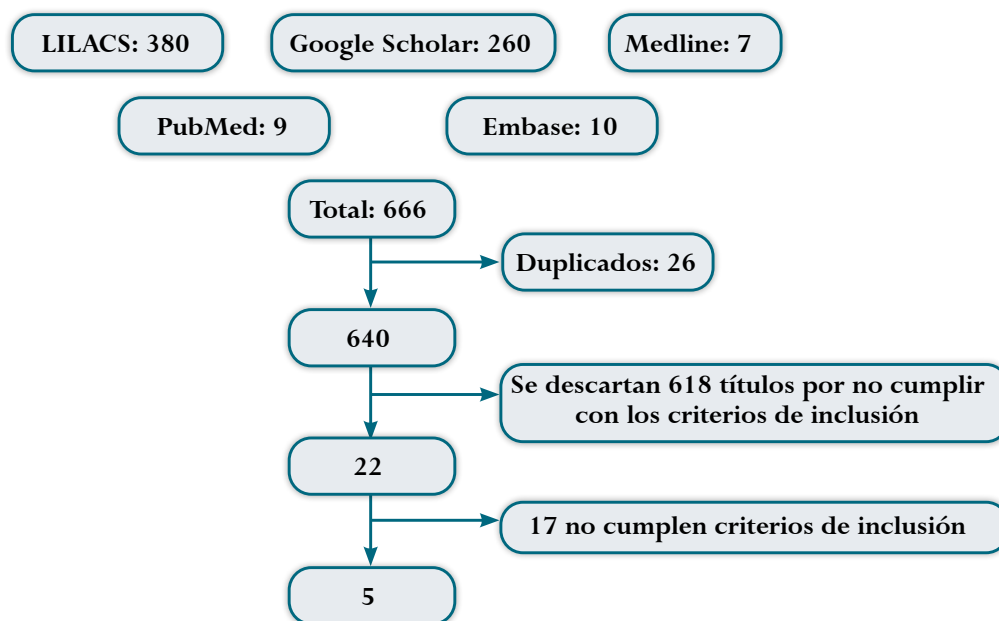 LILACS: 380
Google Scholar: 260
Medline: 7
PubMed: 9
Embase: 10
Total: 666
Duplicados: 26
640
Se descartan 618 títulos por no cumplir
con los criterios de inclusión
22
17 no cumplen criterios de inclusión
5